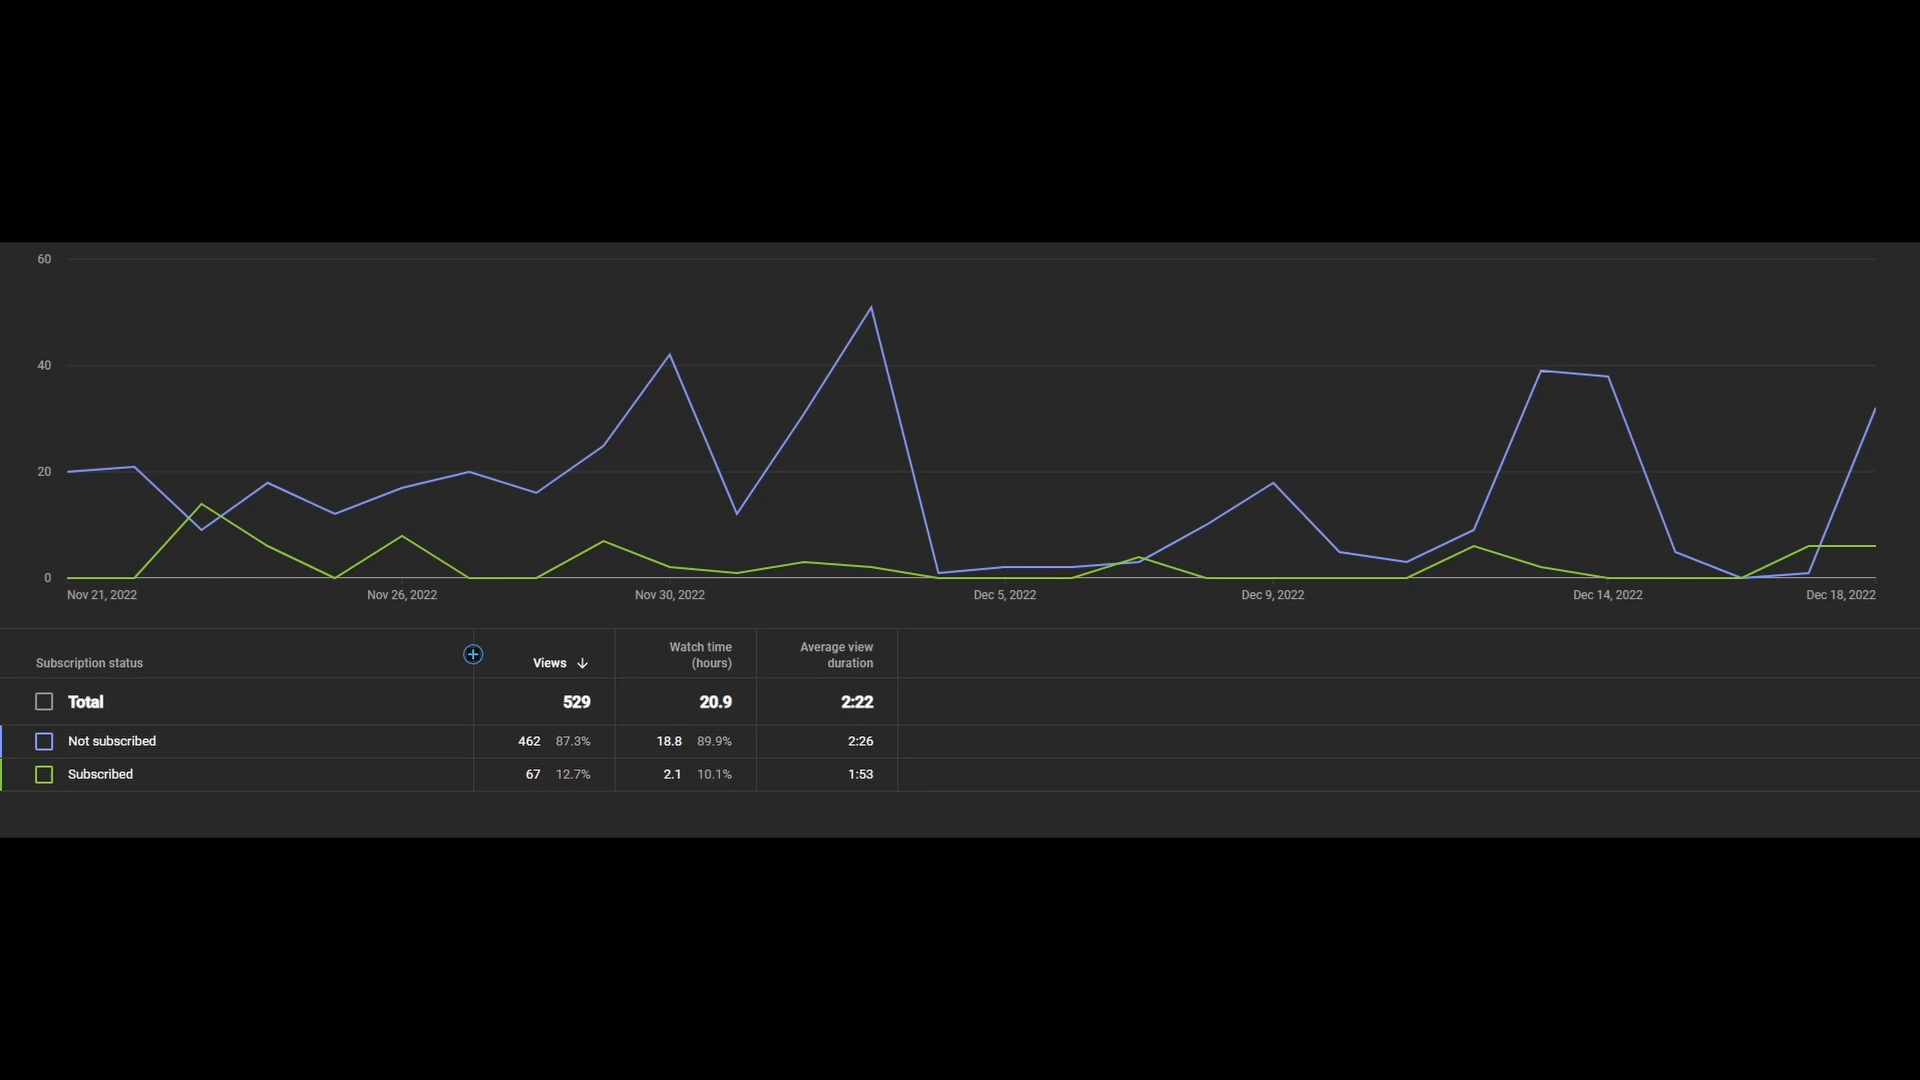 60
40
20
0
Nov 21, 2022 Nov 26, 2022 Nov 30, 2022 Dec 5, 2022 Dec 9, 2022 Dec 14, 2022 Dec 18, 2022
Subscription status Views Watch time (hours) Average view duration
Total 529 20.9 2:22
Not subscribed 462 87.3% 18.8 89.9% 2:26
Subscribed 67 12.7% 2.1 10.1% 1:53